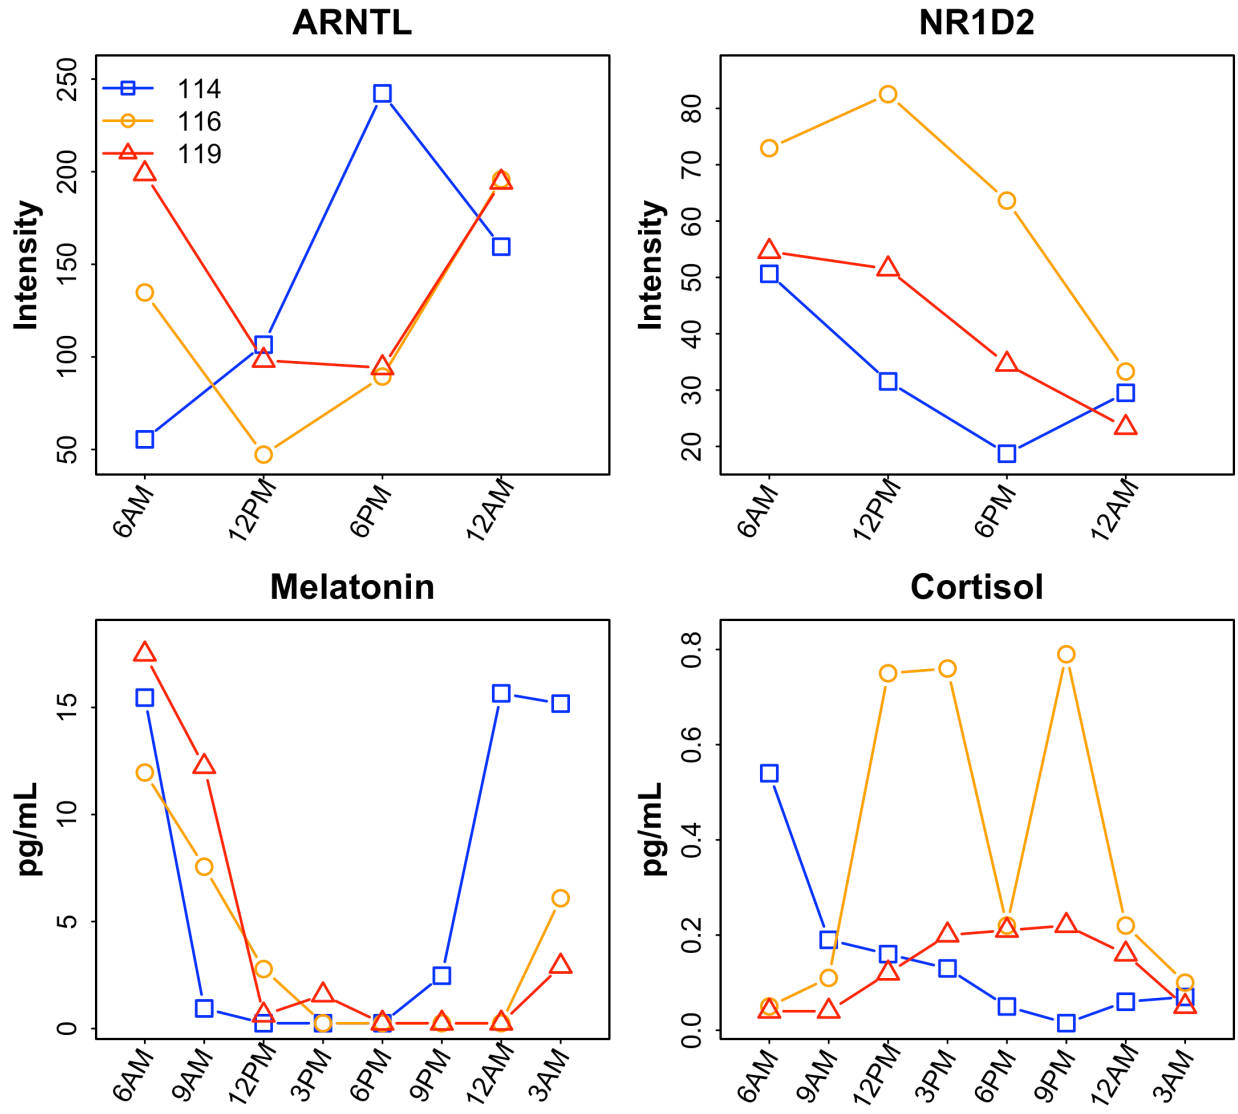 ARNTL
Intensity
250
200
150
100
50
114
116
119
6AM
12PM
6PM
12AM
NR1D2
Intensity
80
70
60
50
40
30
20
6AM
12PM
6PM
12AM
Melatonin
pg/mL
15
10
5
0
6AM
9AM
12PM
3PM
6PM
9PM
12AM
3AM
Cortisol
pg/mL
0.8
0.6
0.4
0.2
0.0
6AM
9AM
12PM
3PM
6PM
9PM
12AM
3AM